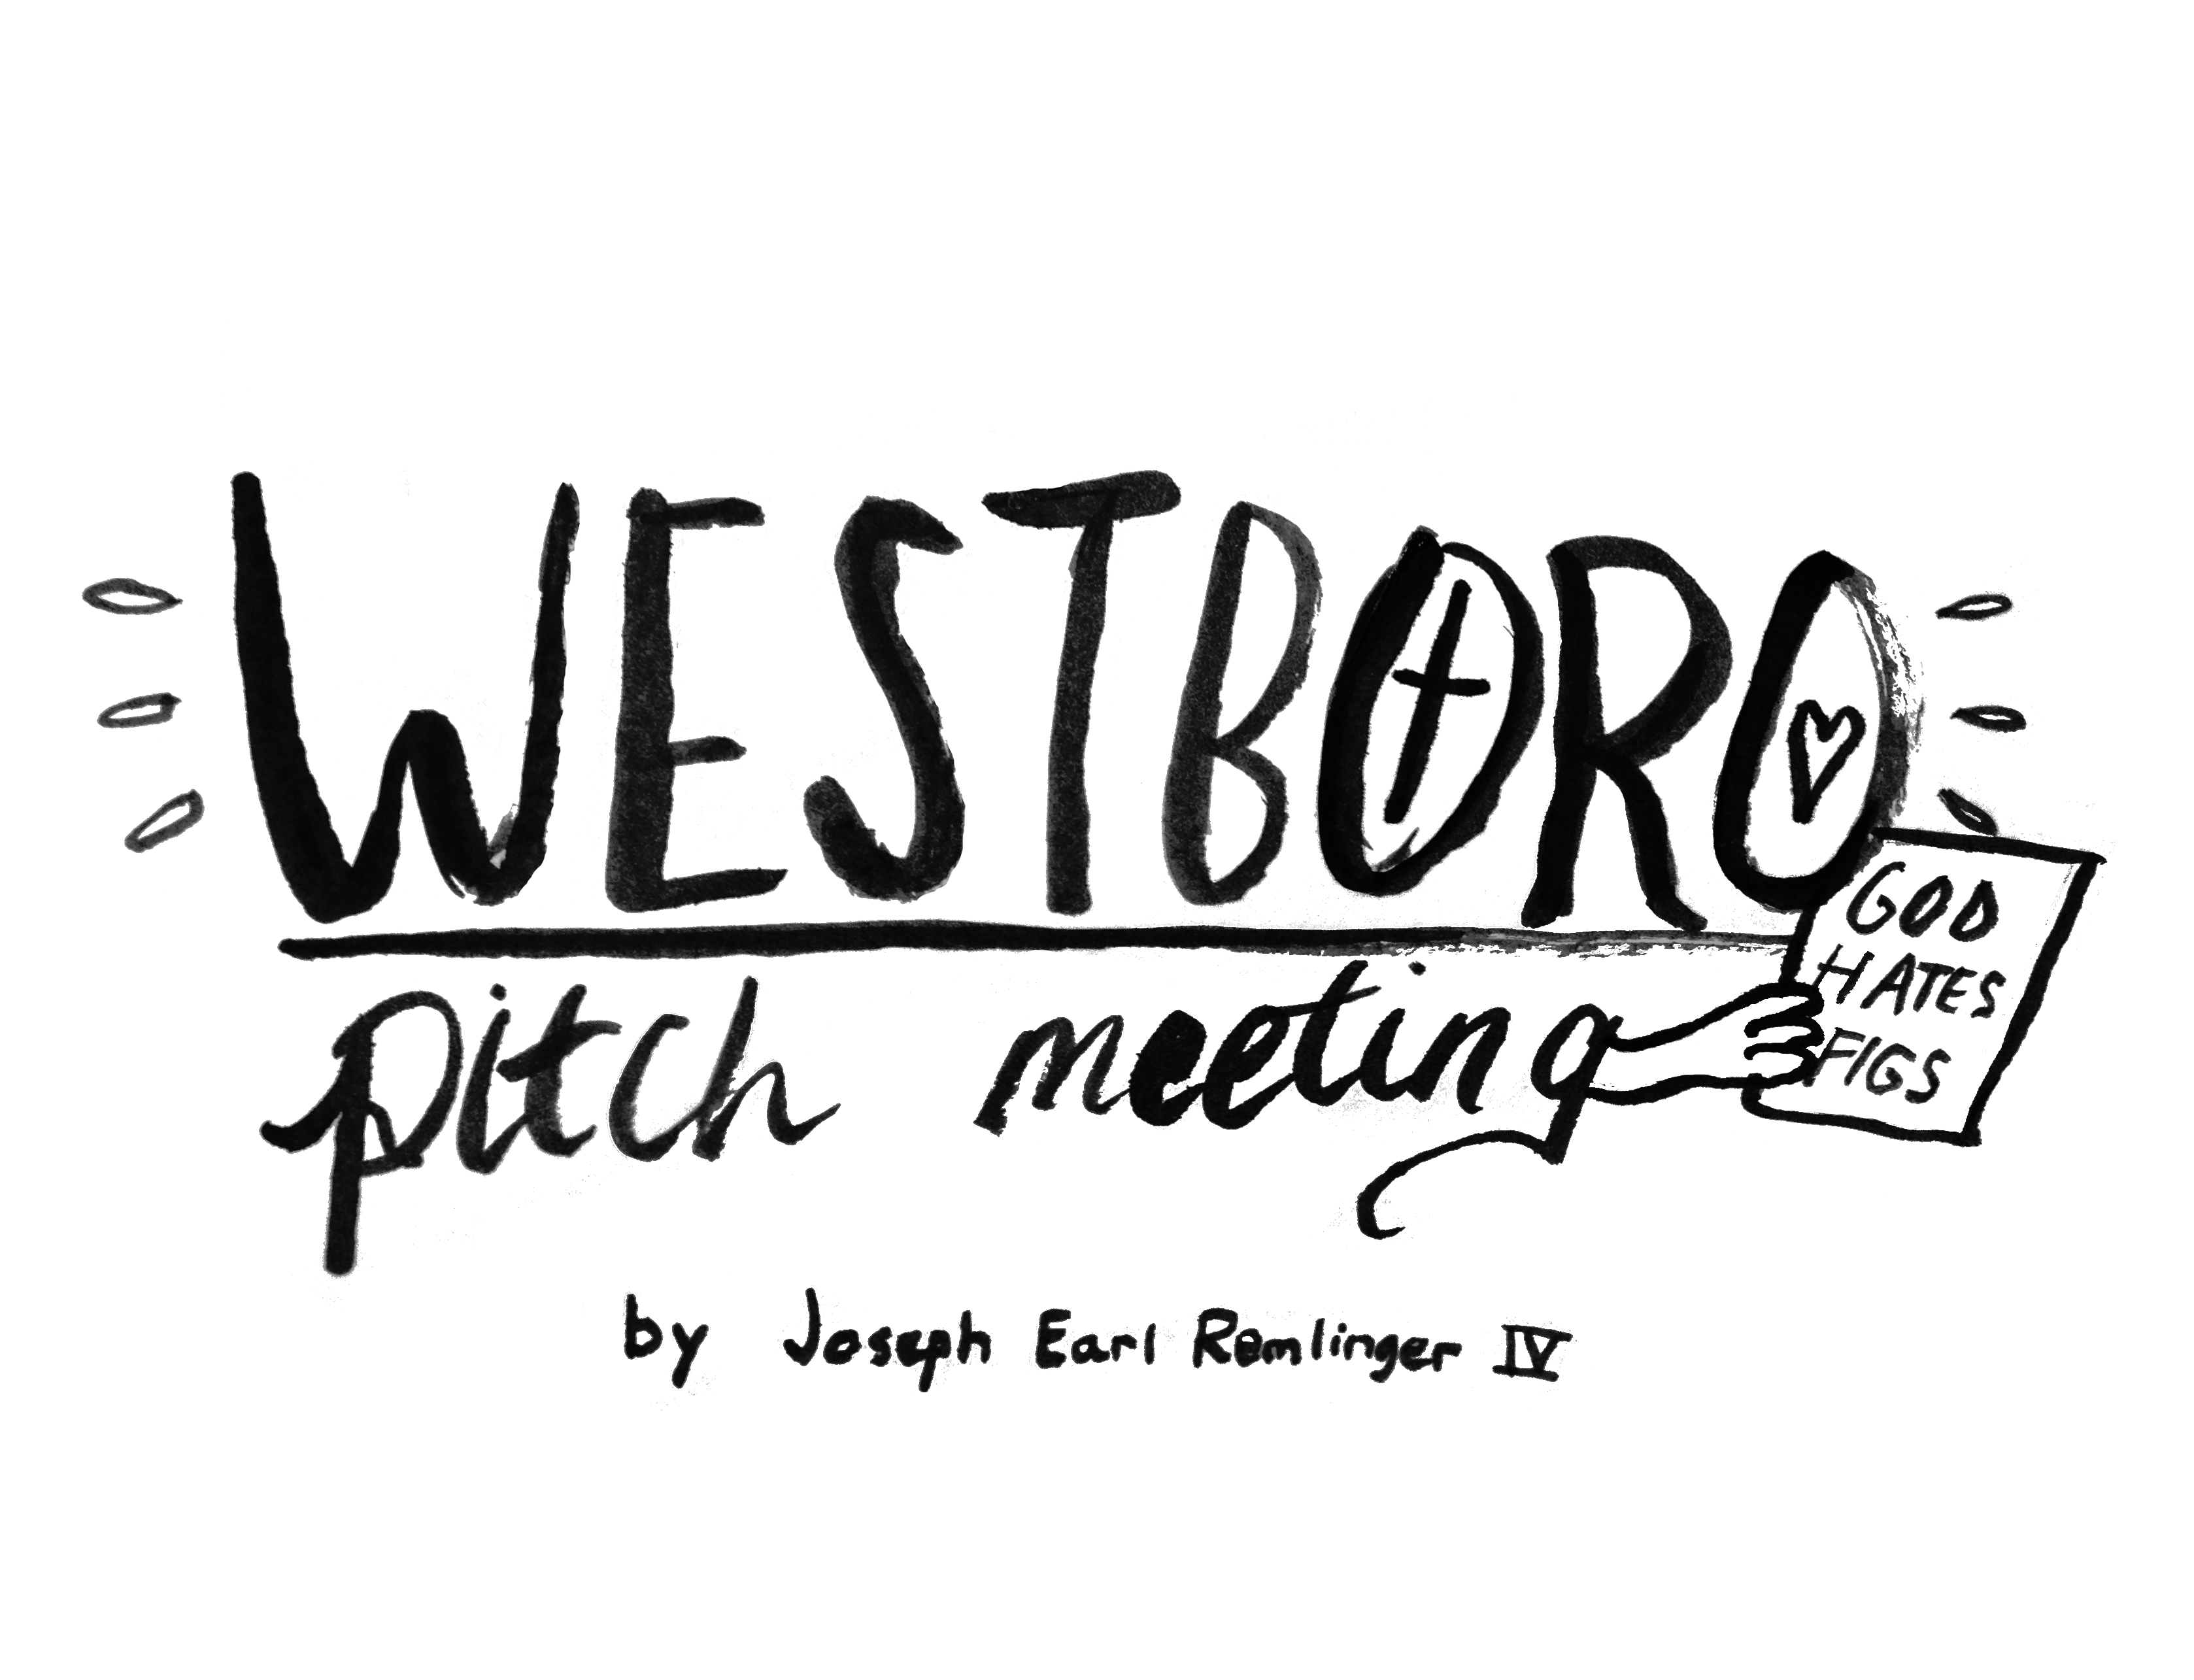 WESTBORO
pitch meeting
GOD
HATES
FIGS
by Joseph Earl Remlinger IV